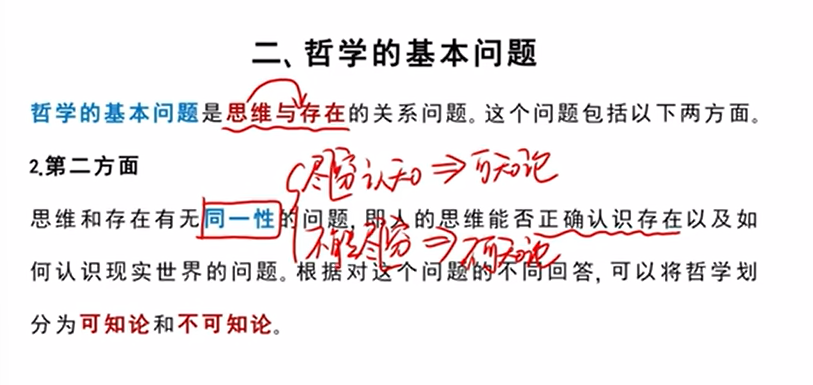 二、哲学的基本问题
哲学的基本问题是思维与存在的关系问题。这个问题包括以下两方面。
2.第二方面
尽穷认知⇒可知论
思维和存在有无同一性的问题,即人的思维能否正确认识存在以及如
不能尽穷⇒不可知论
何认识现实世界的问题。根据对这个问题的不同回答,可以将哲学划
分为可知论和不可知论。